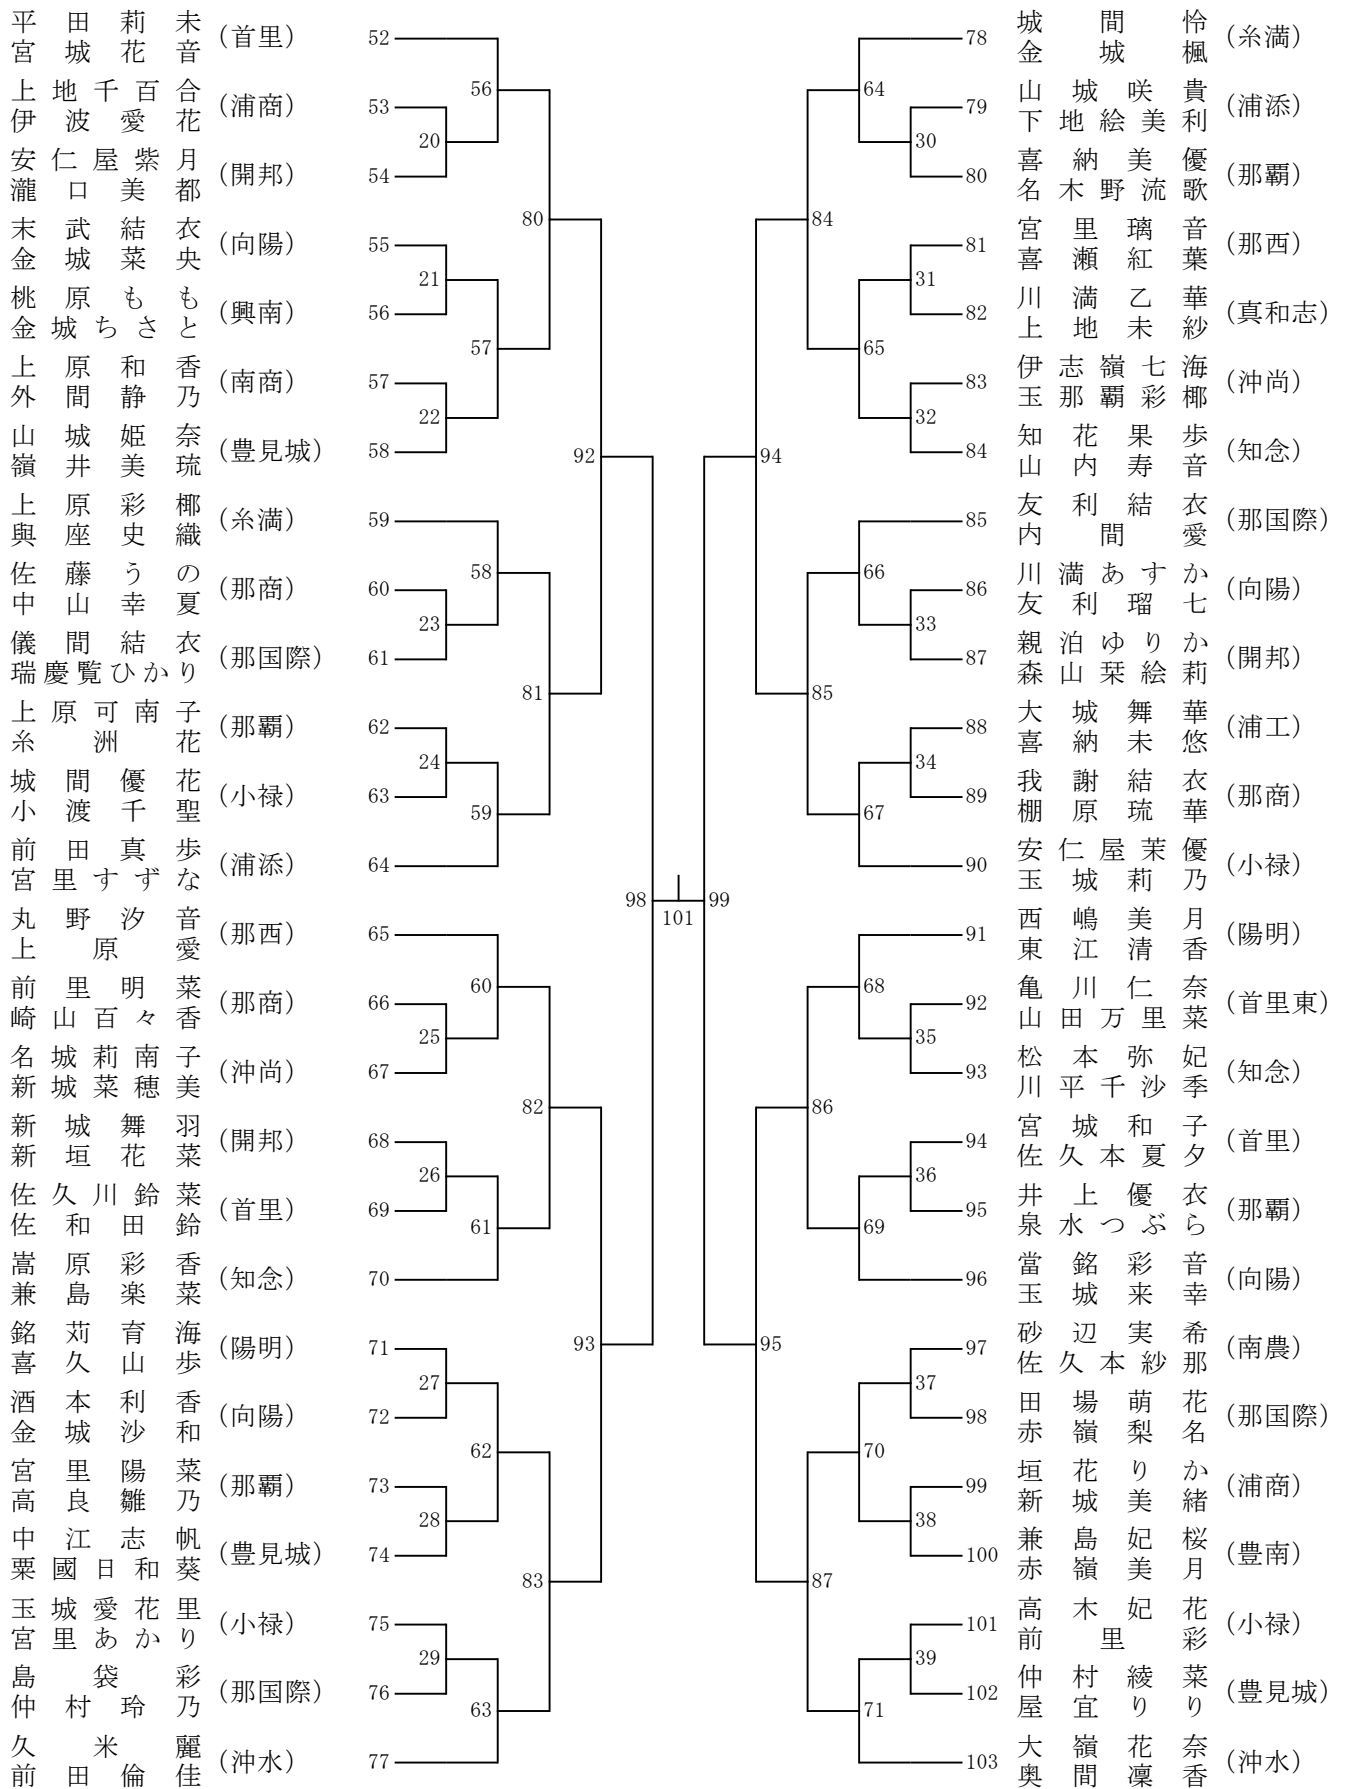 平田莉未
宮城花音
(首里)
52
上地千百合
伊波愛花
(浦商)
53
安仁屋紫月
瀧口美都
(開邦)
54
末武結衣
金城菜央
(向陽)
55
桃原もも
金城ちさと
(興南)
56
上原和香
外間静乃
(南商)
57
山城姫奈
嶺井美琉
(豊見城)
58
上原彩椰
與座史織
(糸満)
59
佐藤うの
中山幸夏
(那商)
60
儀間結衣
瑞慶覧ひかり
(那国際)
61
上原可南子
糸洲花
(那覇)
62
城間優花
小渡千聖
(小禄)
63
前田真歩
宮里すずな
(浦添)
64
丸野汐音
上原愛
(那西)
65
前里明菜
崎山百々香
(那商)
66
名城莉南子
新城菜穂美
(沖尚)
67
新城舞羽
新垣花菜
(開邦)
68
佐久川鈴菜
佐和田鈴
(首里)
69
嵩原彩香
兼島楽菜
(知念)
70
銘苅育海
喜久山歩
(陽明)
71
酒本利香
金城沙和
(向陽)
72
宮里陽菜
高良雛乃
(那覇)
73
中江志帆
粟國日和葵
(豊見城)
74
玉城愛花里
宮里あかり
(小禄)
75
島袋彩
仲村玲乃
(那国際)
76
久米麗
前田倫佳
(沖水)
77
56
20
80
21
57
22
92
58
23
81
24
59
98
60
25
82
26
61
93
27
62
28
83
29
63
101
99
64
30
84
31
65
32
94
66
33
85
34
67
68
35
86
36
69
95
37
70
38
87
39
71
78
城間怜
金城楓
(糸満)
79
山城咲貴
下地絵美利
(浦添)
80
喜納美優
名木野流歌
(那覇)
81
宮里璃音
喜瀬紅葉
(那西)
82
川満乙華
上地未紗
(真和志)
83
伊志嶺七海
玉那覇彩椰
(沖尚)
84
知花果歩
山内寿音
(知念)
85
友利結衣
内間愛
(那国際)
86
川満あすか
友利瑠七
(向陽)
87
親泊ゆりか
森山栞絵莉
(開邦)
88
大城舞華
喜納未悠
(浦工)
89
我謝結衣
棚原琉華
(那商)
90
安仁屋茉優
玉城莉乃
(小禄)
91
西嶋美月
東江清香
(陽明)
92
亀川仁奈
山田万里菜
(首里東)
93
松本弥妃
川平千沙季
(知念)
94
宮城和子
佐久本夏夕
(首里)
95
井上優衣
泉水つぶら
(那覇)
96
當銘彩音
玉城来幸
(向陽)
97
砂辺実希
佐久本紗那
(南農)
98
田場萌花
赤嶺梨名
(那国際)
99
垣花りか
新城美緒
(浦商)
100
兼島妃桜
赤嶺美月
(豊南)
101
高木妃花
前里彩
(小禄)
102
仲村綾菜
屋宜りり
(豊見城)
103
大嶺花奈
奥間凜香
(沖水)